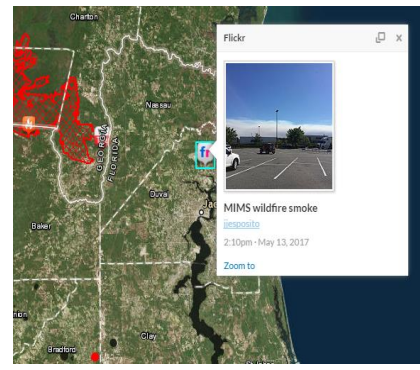 Charlton
Flickr
x
Nassau
GEORGIA
FLORIDA
Duval
Baker
MIMS wildfire smoke
jjesposito
2:10pm · May 13, 2017
Zoom to
Clay
Bradford